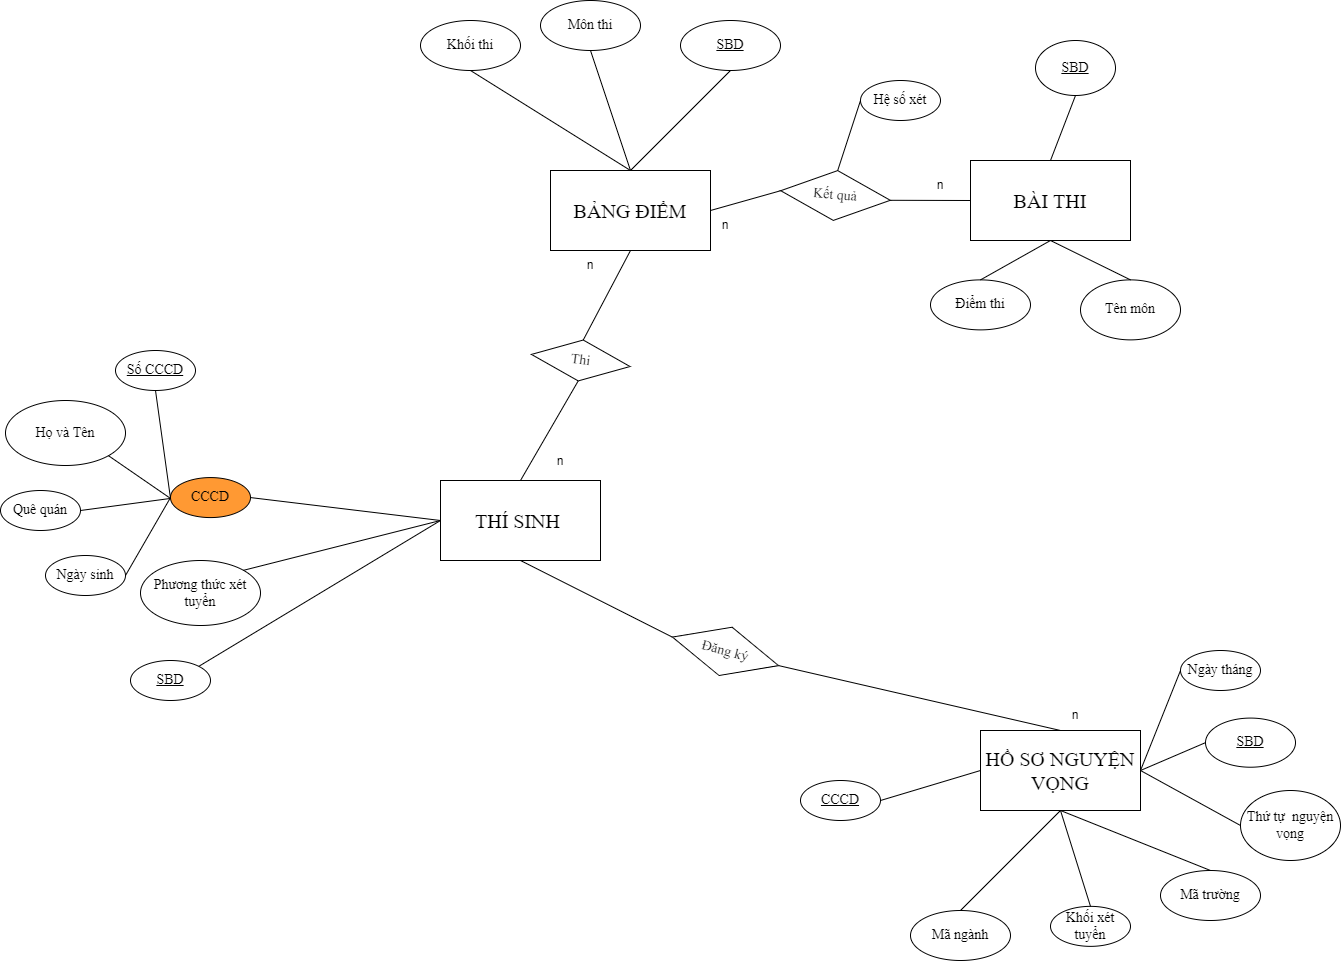 Môn thi
Khối thi
SBD
SBD
Hệ số xét
Kết quả
n
BẢNG ĐIỂM
BÀI THI
n
n
Điểm thi
Tên môn
Thi
Số CCCD
Họ và Tên
n
CCCD
Quê quán
THÍ SINH
Ngày sinh
Phương thức xét
tuyển
SBD
Đăng ký
Ngày tháng
n
SBD
HỒ SƠ NGUYỆN
VỌNG
CCCD
Thứ tự  nguyện
vọng
Mã trường
Khối xét
tuyển
Mã ngành